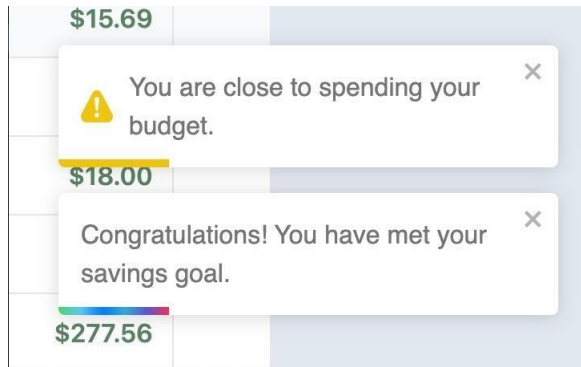 $15.69
You are close to spending your
budget.
$18.00
Congratulations! You have met your
savings goal.
$277.56